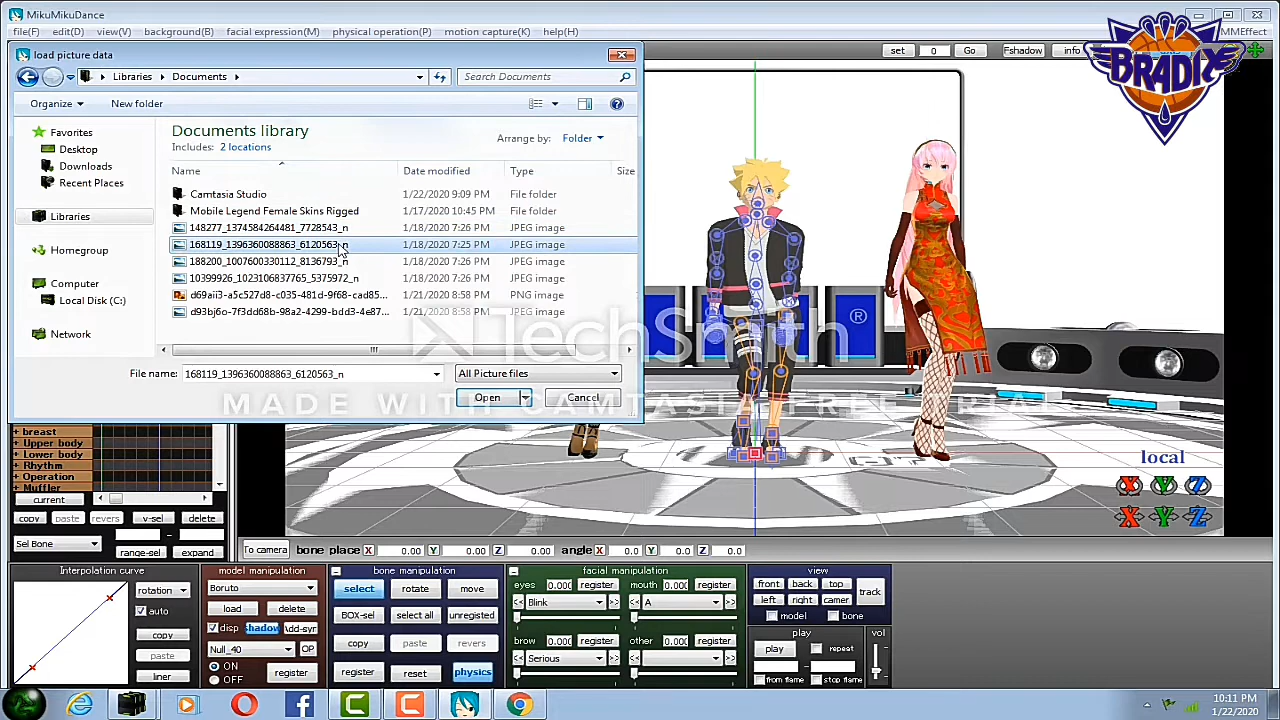 MikuMikuDance
file(F) edit(D) view(V) background(B) facial expression(M) physical operation(P) motion capture(K) help(H) MMEffect
load picture data
set 0 Go Fshadow info
BRADIX
Libraries Documents Search Documents
Organize New folder
Documents library
Includes: 2 locations
Arrange by: Folder
Name Date modified Type Size
Favorites
Desktop
Downloads
Recent Places
Libraries
Homegroup
Computer
Local Disk (C:)
Network
Camtasia Studio 1/22/2020 9:09 PM File folder
Mobile Legend Female Skins Rigged 1/17/2020 10:45 PM File folder
148277_1374584264481_7728543_n 1/18/2020 7:26 PM JPEG image
168119_1396360088863_6120563_n 1/18/2020 7:25 PM JPEG image
188200_1007600330112_8136793_n 1/18/2020 7:26 PM JPEG image
10399926_1023106837765_5375972_n 1/18/2020 7:26 PM JPEG image
d69aii3-a5c527d8-c035-481d-9f68-cad85... 1/21/2020 8:58 PM PNG image
1/21/2020 8:58 PM JPEG image
File name: 168119_1396360088863_6120563_n All Picture files
Open Cancel
TechSmith
MADE WITH CAMTASIA FREE TRIAL
®
+ breast
+ Upper body
+ Lower body
+ Rhythm
+ Operation
+ Muffler
current
copy paste revers v-sel delete
Sel Bone range-sel expand
local
X Y Z
X Y Z
To camera bone place X 0.00 Y 0.00 Z 0.00 angle X 0.0 Y 0.0 Z 0.0
Interpolation curve
rotation
auto
copy
paste
liner
model manipulation
Boruto
load delete
disp shadow
Null_40 OP
ON
OFF
register
bone manipulation
select rotate move
BOX-sel select all unregisted
copy paste revers
register reset physics
facial manipulation
eyes 0.000 register mouth 0.000 register
<< Blink >> << A >>
brow 0.000 register other 0.000 register
<< Serious >> << >>
view
front back top
left right camer track
model bone
play
play repeat
from flame stop flame
vol
10:11 PM
1/22/2020